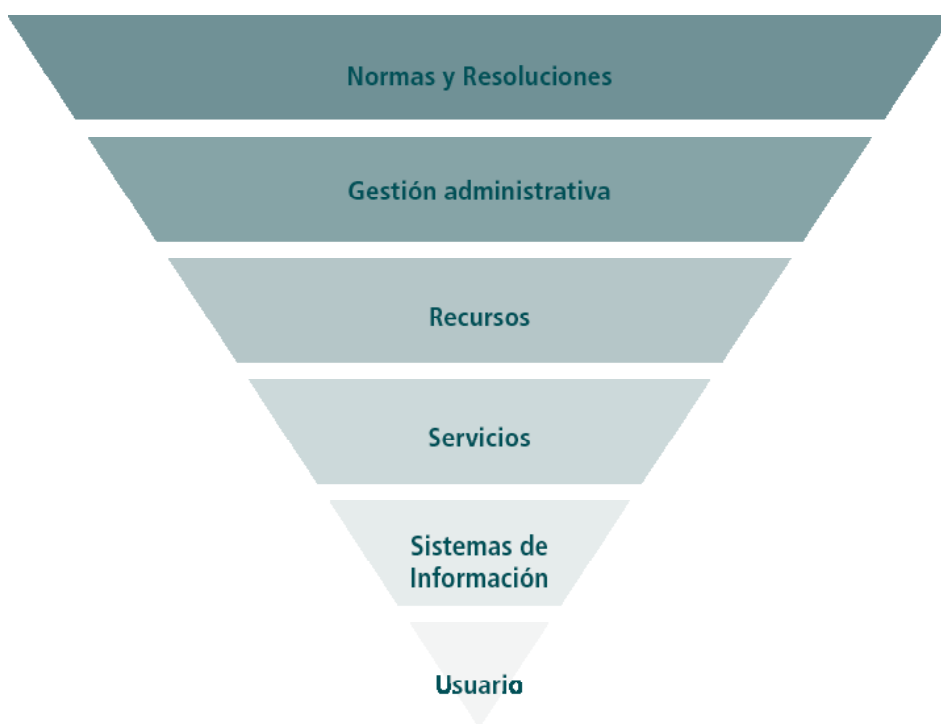 Normas y Resoluciones
Gestión administrativa
Recursos
Servicios
Sistemas de
Información
Usuario